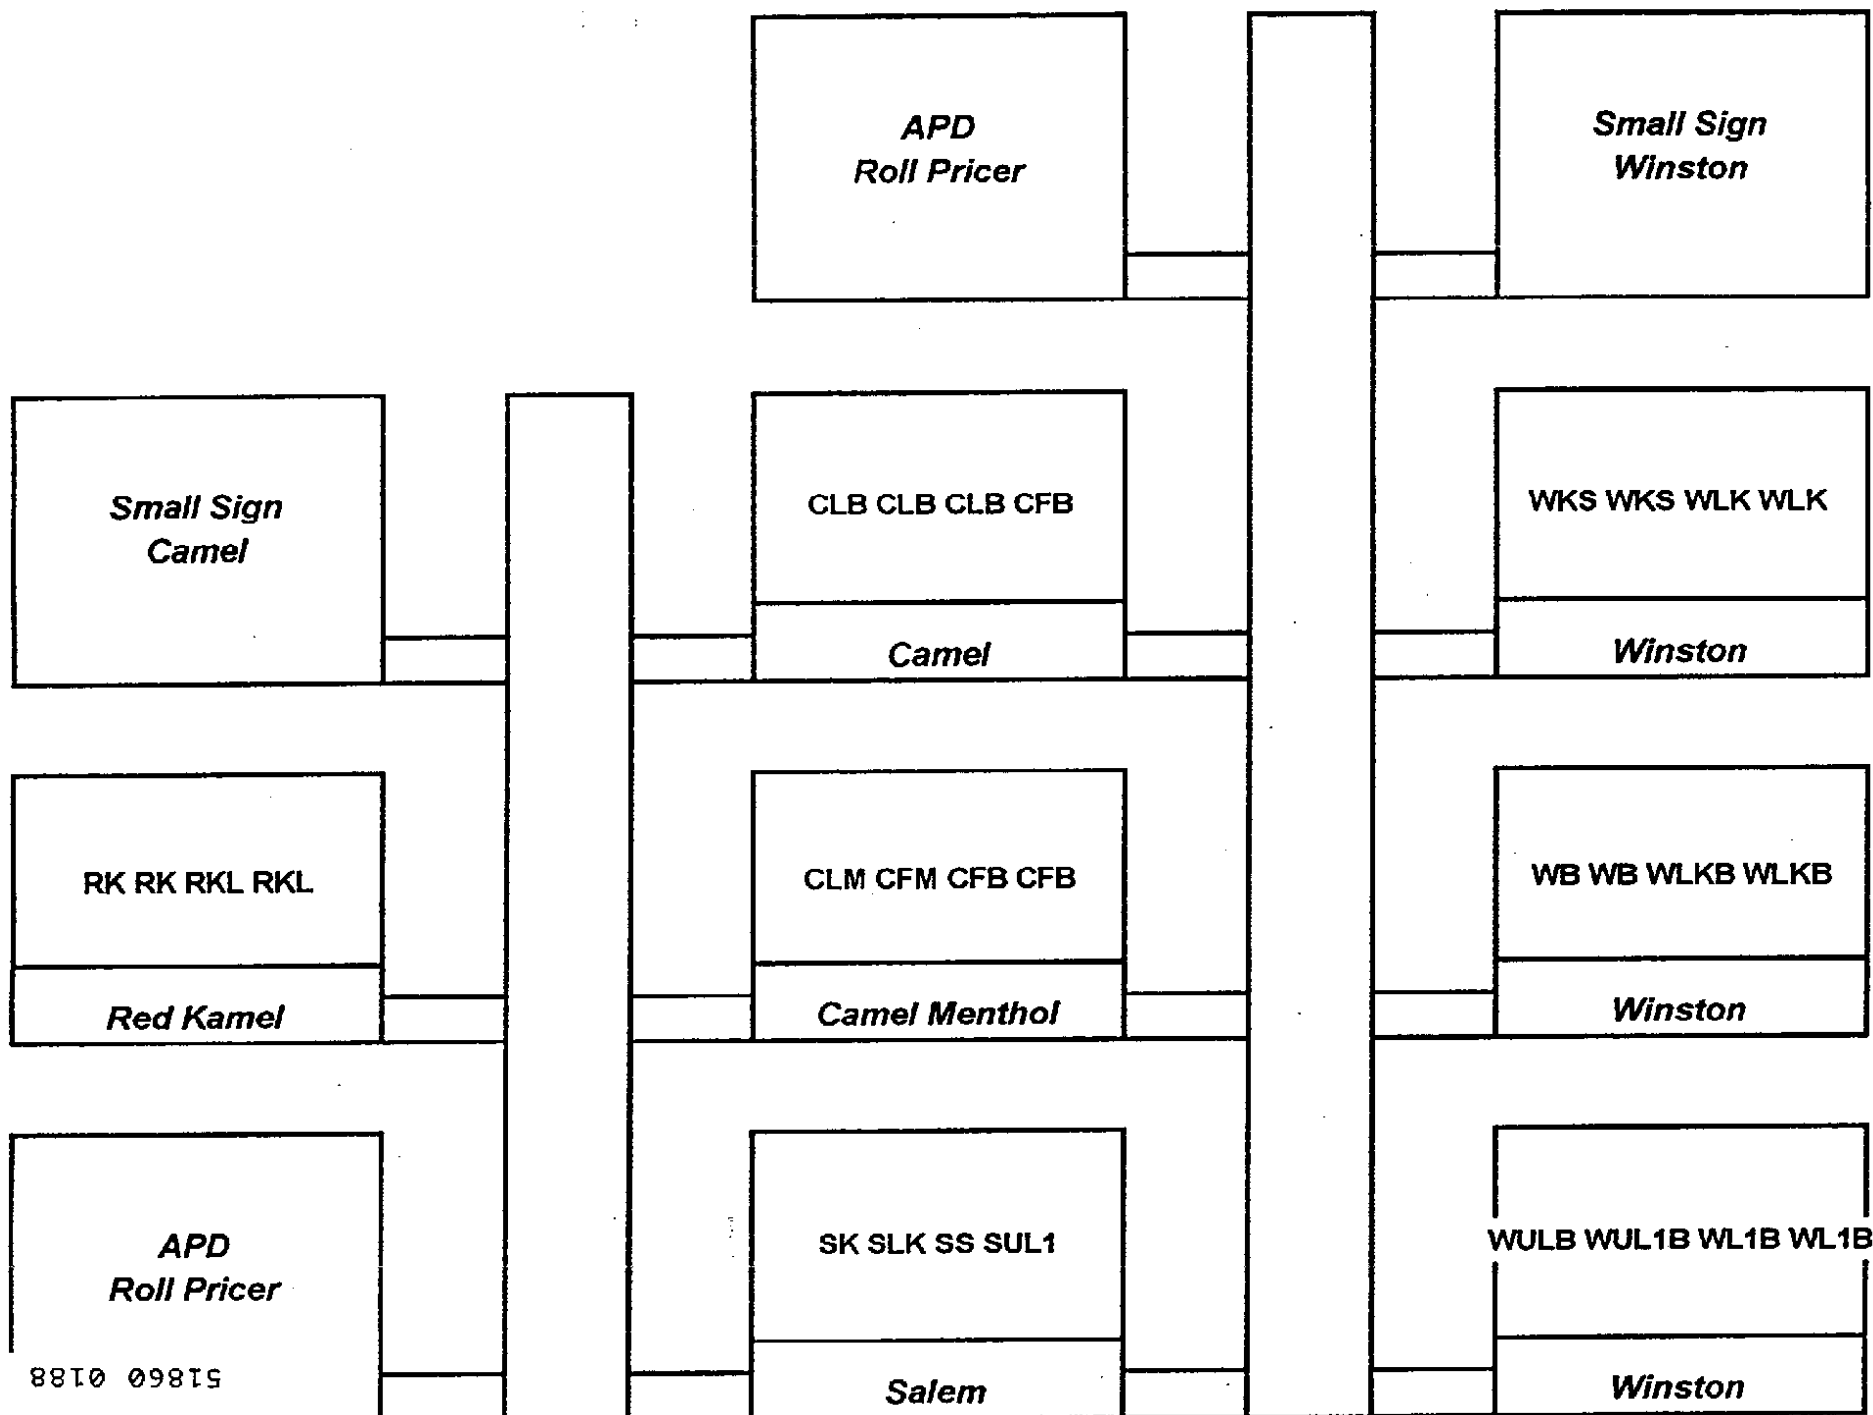 APD
Roll Pricer
Small Sign
Winston
Small Sign
Camel
CLB CLB CLB CFB
Camel
WKS WKS WLK WLK
Winston
RK RK RKL RKL
Red Kamel
CLM CFM CFB CFB
Camel Menthol
WB WB WLKB WLKB
Winston
APD
Roll Pricer
SK SLK SS SUL1
Salem
WULB WUL1B WL1B WL1B
Winston
51860 0188